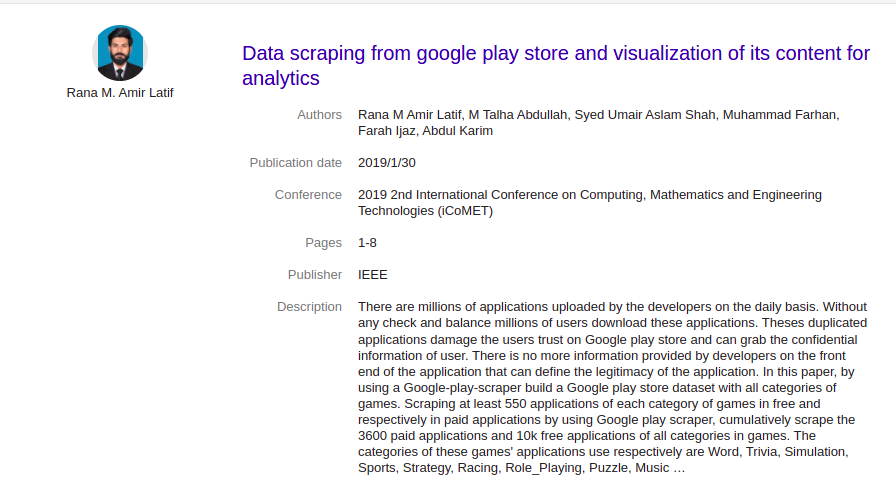 Rana M. Amir Latif
Data scraping from google play store and visualization of its content for
analytics
Authors
Rana M Amir Latif, M Talha Abdullah, Syed Umair Aslam Shah, Muhammad Farhan,
Farah Ijaz, Abdul Karim
Publication date
2019/1/30
Conference
2019 2nd International Conference on Computing, Mathematics and Engineering
Technologies (iCoMET)
Pages
1-8
Publisher
IEEE
Description
There are millions of applications uploaded by the developers on the daily basis. Without
any check and balance millions of users download these applications. Theses duplicated
applications damage the users trust on Google play store and can grab the confidential
information of user. There is no more information provided by developers on the front
end of the application that can define the legitimacy of the application. In this paper, by
using a Google-play-scraper build a Google play store dataset with all categories of
games. Scraping at least 550 applications of each category of games in free and
respectively in paid applications by using Google play scraper, cumulatively scrape the
3600 paid applications and 10k free applications of all categories in games. The
categories of these games' applications use respectively are Word, Trivia, Simulation,
Sports, Strategy, Racing, Role_Playing, Puzzle, Music …